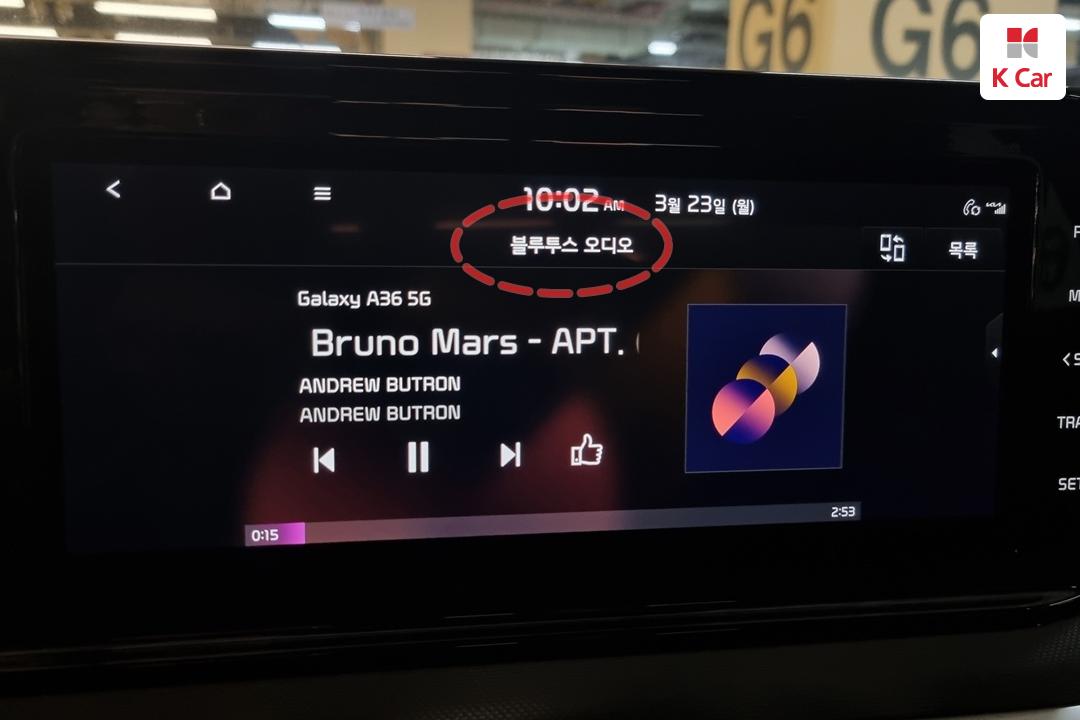 G6 G6
K Car
10:02 AM 3월 23일 (월)
블루투스 오디오
목록
Galaxy A36 5G
Bruno Mars - APT.
ANDREW BUTRON
ANDREW BUTRON
0:15
2:53
TRA
SET